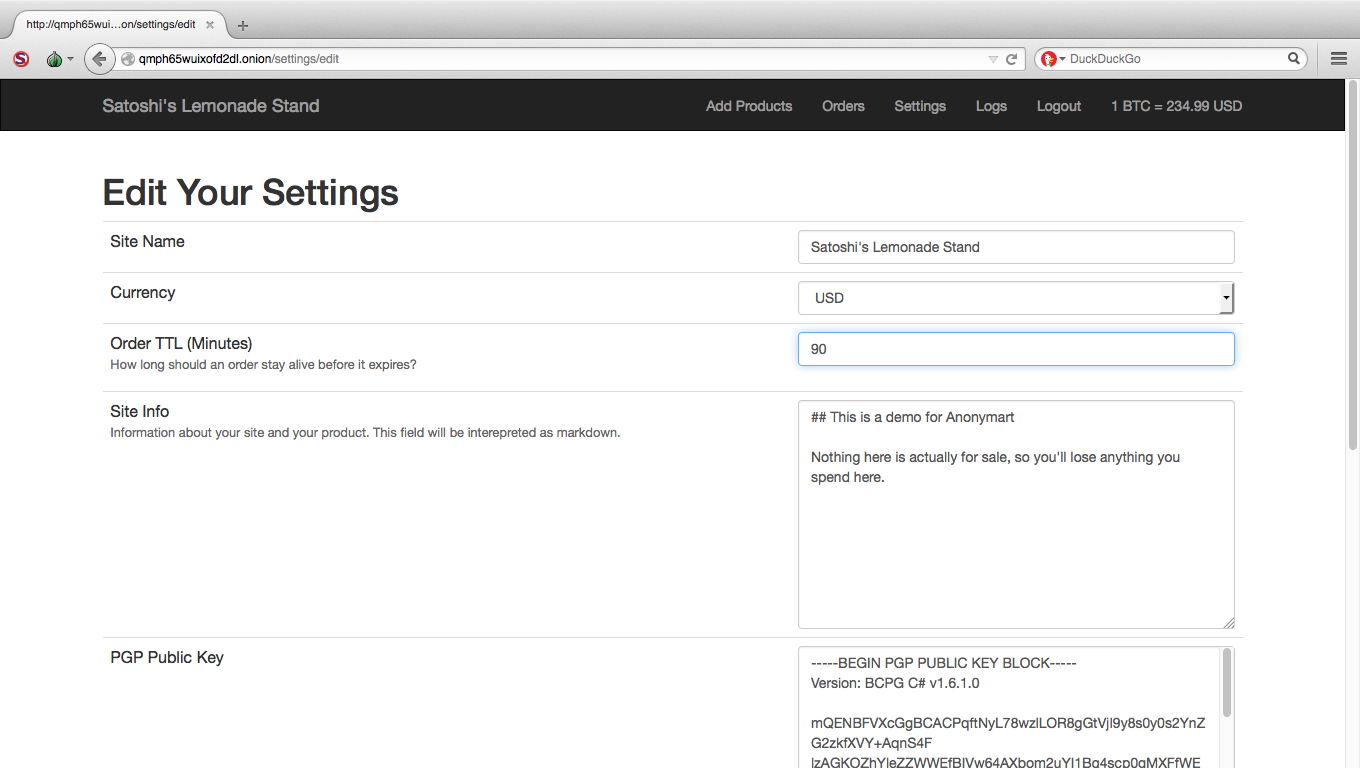 http://qmph65wui…on/settings/edit
qmph65wuixofd2dl.onion/settings/edit
DuckDuckGo
Satoshi's Lemonade Stand
Add Products
Orders
Settings
Logs
Logout
1 BTC = 234.99 USD
Edit Your Settings
Site Name
Satoshi's Lemonade Stand
Currency
USD
Order TTL (Minutes)
How long should an order stay alive before it expires?
90
Site Info
Information about your site and your product. This field will be interepreted as markdown.
## This is a demo for Anonymart
Nothing here is actually for sale, so you'll lose anything you
spend here.
PGP Public Key
-----BEGIN PGP PUBLIC KEY BLOCK-----
Version: BCPG C# v1.6.1.0
G2zkfXVY+AqnS4F